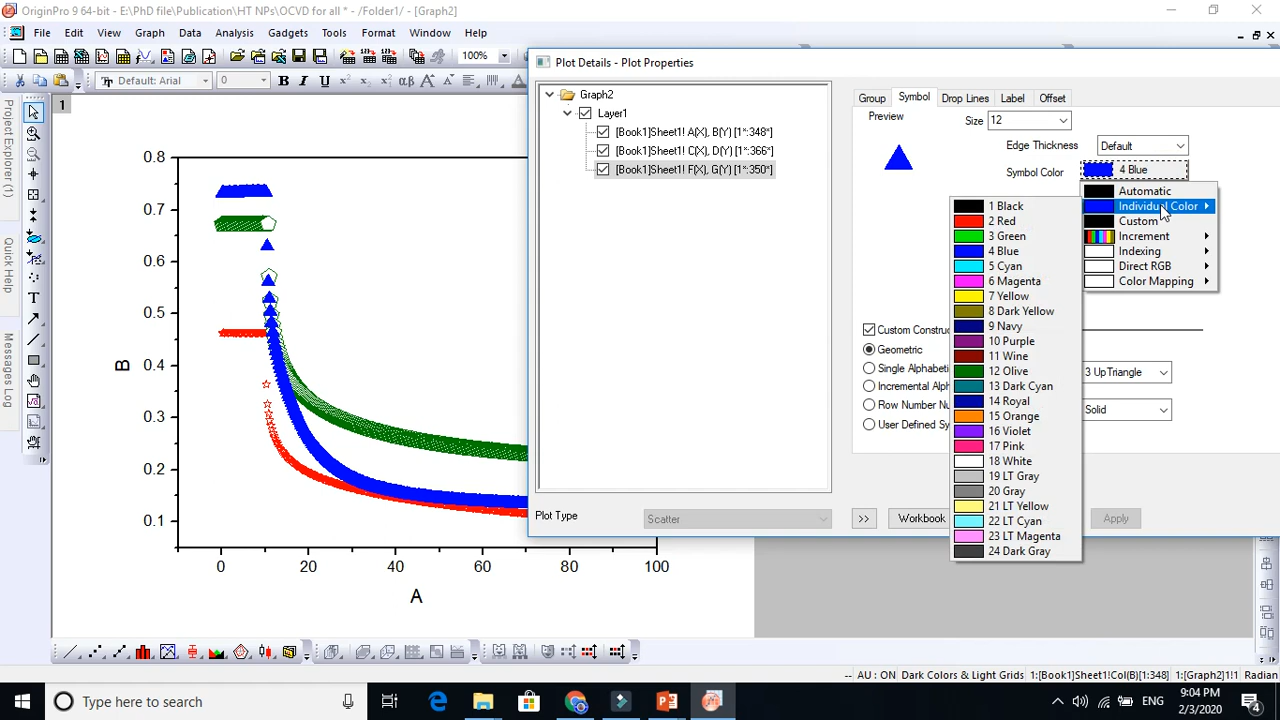 OriginPro 9 64-bit - E:\PhD file\Publication\HT NPs\OCVD for all * - /Folder1/ - [Graph2]
File Edit View Graph Data Analysis Gadgets Tools Format Window Help
100%
Default: Arial 0 B I U
Project Explorer (1)
Quick Help
Messages Log
1
0.8
0.7
0.6
0.5
0.4
0.3
0.2
0.1
B
0 20 40 60 80 100
A
Plot Details - Plot Properties
Graph2
Layer1
[Book1]Sheet1! A(X), B(Y) [1*:348*]
[Book1]Sheet1! C(X), D(Y) [1*:366*]
[Book1]Sheet1! F(X), G(Y) [1*:350*]
Plot Type Scatter
>> Workbook Apply
Group Symbol Drop Lines Label Offset
Preview
Size 12
Edge Thickness Default
Symbol Color 4 Blue
Automatic
Individual Color
Custom
Increment
Indexing
Direct RGB
Color Mapping
1 Black
2 Red
3 Green
4 Blue
5 Cyan
6 Magenta
7 Yellow
8 Dark Yellow
9 Navy
10 Purple
11 Wine
12 Olive
13 Dark Cyan
14 Royal
15 Orange
16 Violet
17 Pink
18 White
19 LT Gray
20 Gray
21 LT Yellow
22 LT Cyan
23 LT Magenta
24 Dark Gray
Custom Constru
Geometric
Single Alphabeti
Incremental Alph
Row Number Nu
User Defined Sy
3 UpTriangle
Solid
-- AU : ON Dark Colors & Light Grids 1:[Book1]Sheet1!Col(B)[1:348] 1:[Graph2]1!1 Radian
Type here to search
ENG
9:04 PM
2/3/2020
4